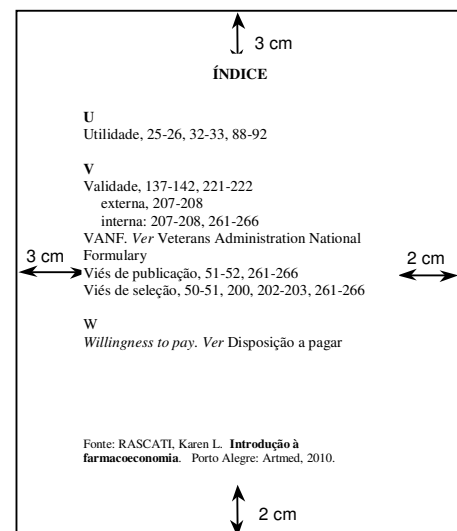 3 cm
ÍNDICE
U
Utilidade, 25-26, 32-33, 88-92
V
Validade, 137-142, 221-222
externa, 207-208
interna: 207-208, 261-266
VANF. Ver Veterans Administration National
Formulary
3 cm
2 cm
Viés de publicação, 51-52, 261-266
Viés de seleção, 50-51, 200, 202-203, 261-266
W
Willingness to pay. Ver Disposição a pagar
Fonte: RASCATI, Karen L. Introdução à
farmacoeconomia. Porto Alegre: Artmed, 2010.
2 cm